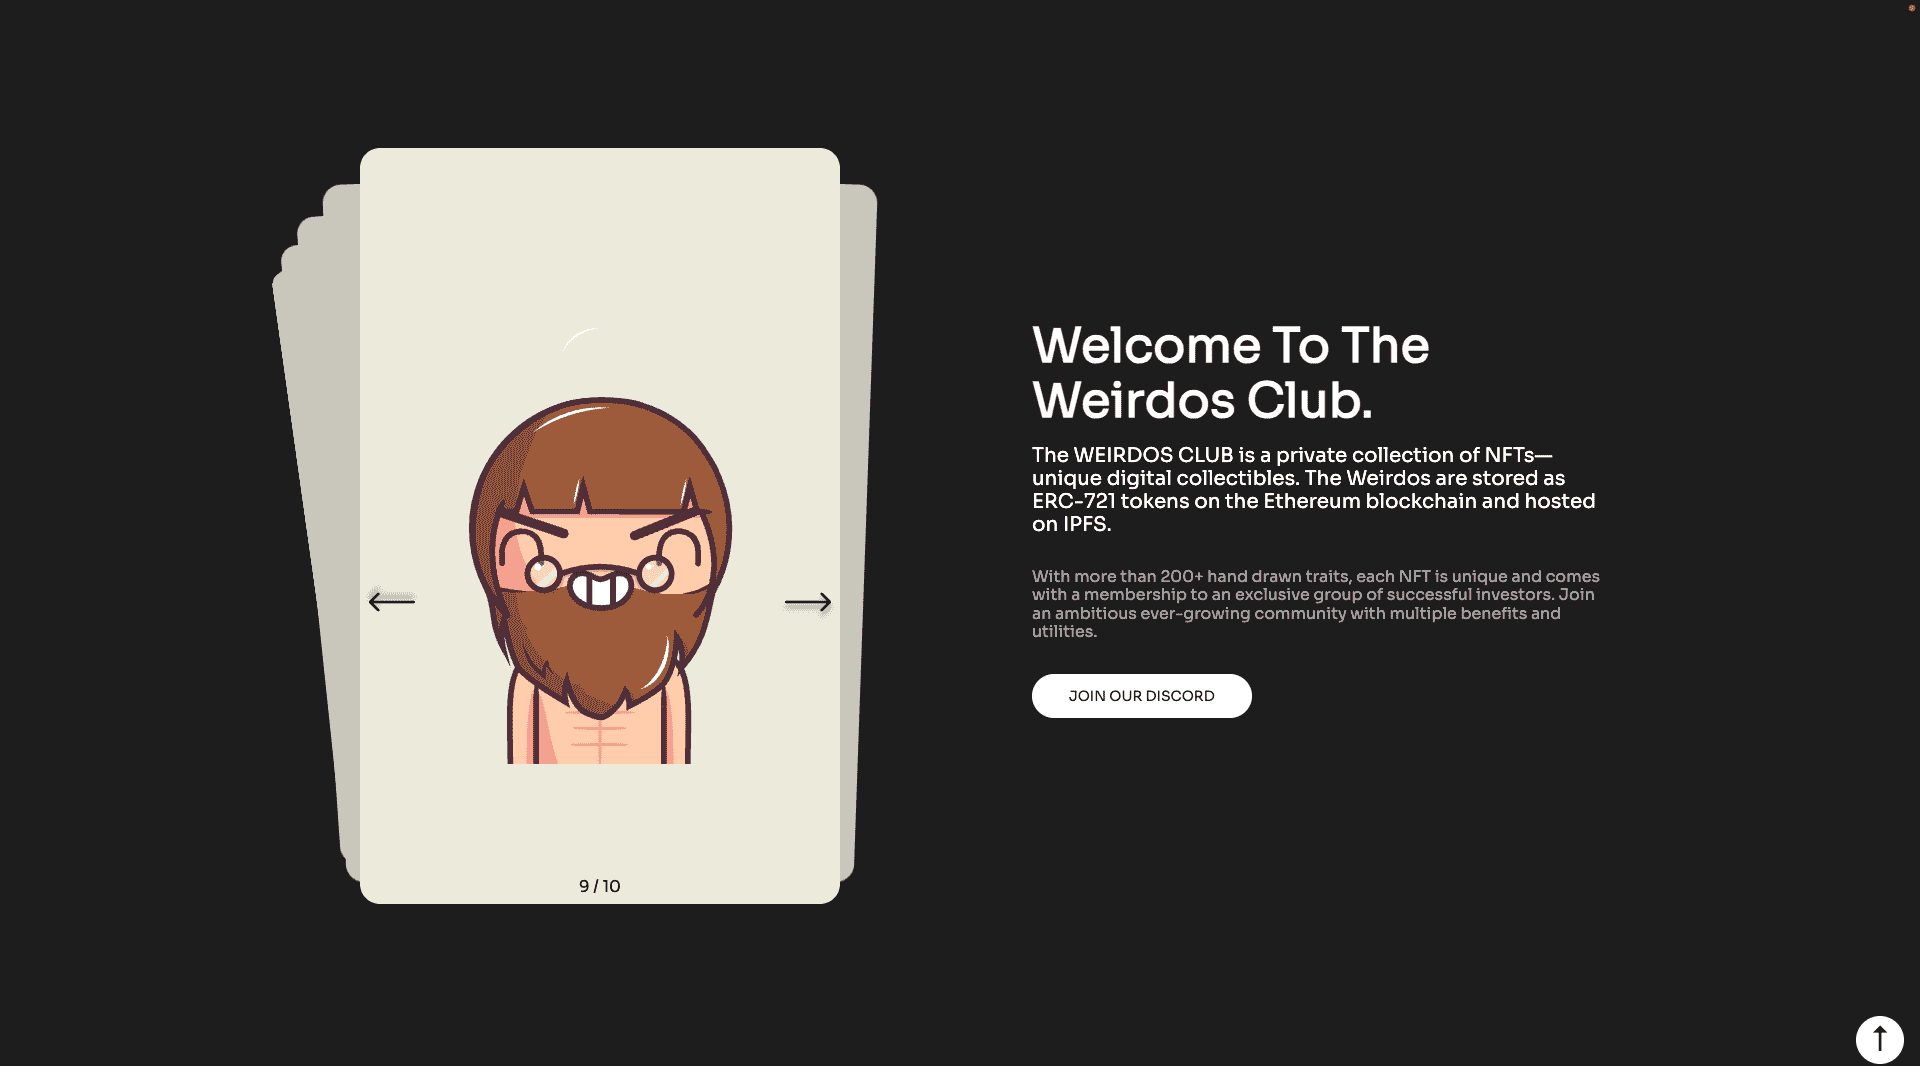 9 / 10
Welcome To The
Weirdos Club.
The WEIRDOS CLUB is a private collection of NFTs—
unique digital collectibles. The Weirdos are stored as
ERC-721 tokens on the Ethereum blockchain and hosted
on IPFS.
With more than 200+ hand drawn traits, each NFT is unique and comes
with a membership to an exclusive group of successful investors. Join
an ambitious ever-growing community with multiple benefits and
utilities.
JOIN OUR DISCORD